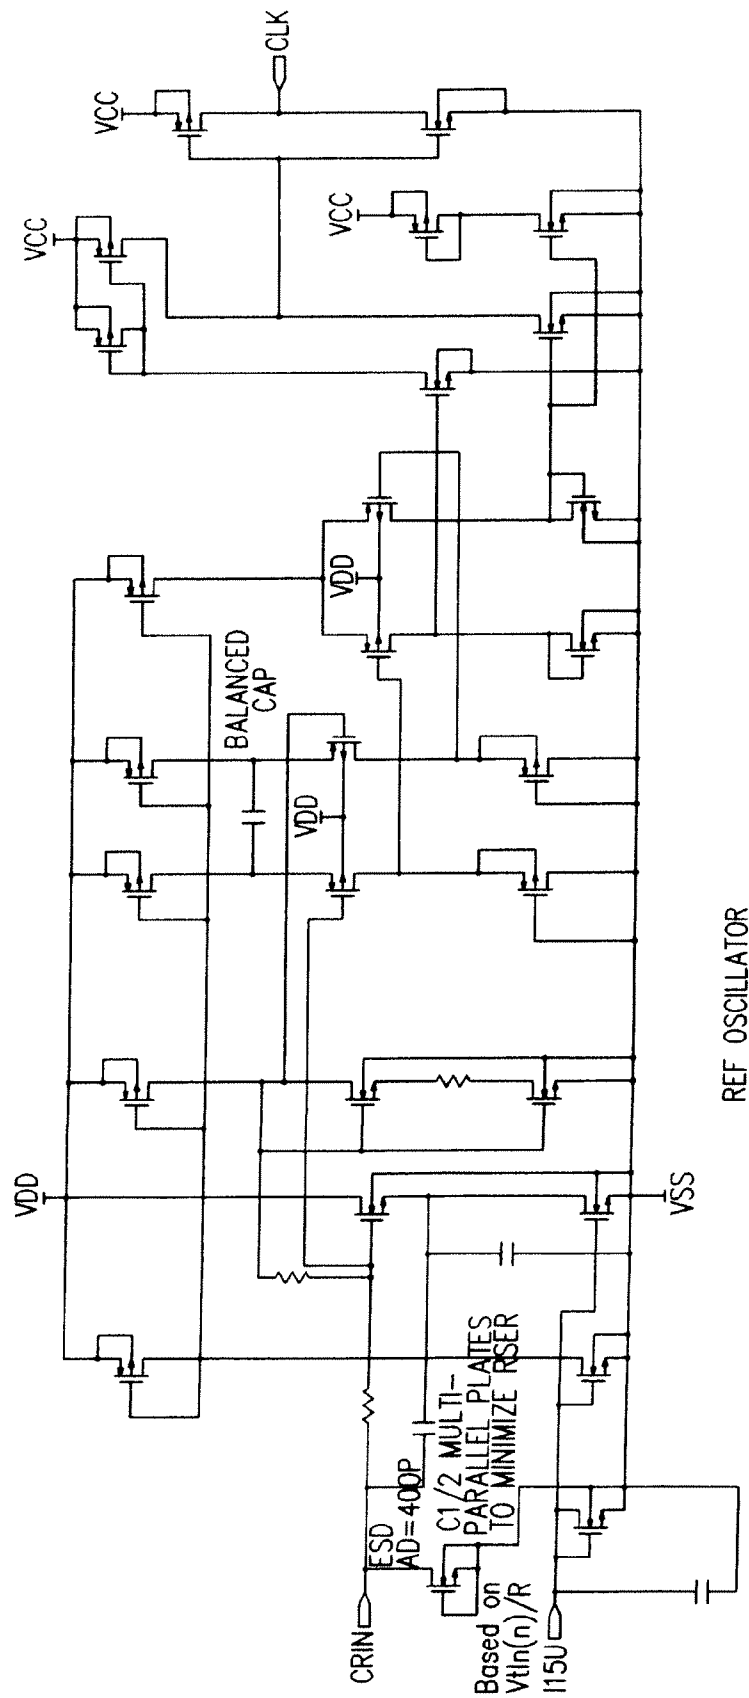 VDD
VCC
VCC
VCC
CLK
BALANCED
CAP
VDD
VDD
CRIN
ESD
AD=400P
C1/2 MULTI-
PARALLEL PLATES
TO MINIMIZE RSER
Based on
Vtln(n)/R
I15U
VSS
REF OSCILLATOR